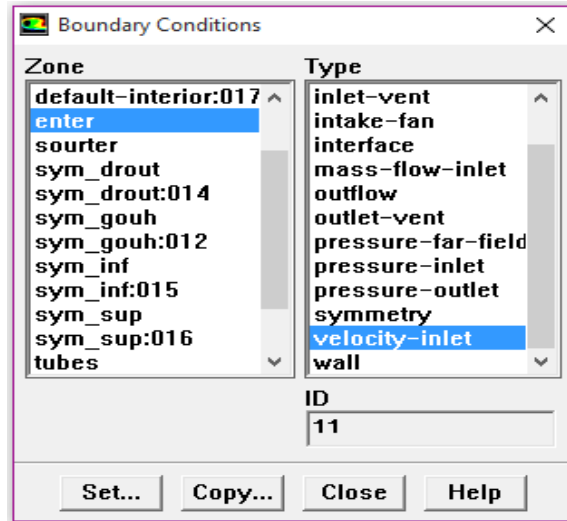 Boundary Conditions
Zone
default-interior:017
enter
sourter
sym_drout
sym_drout:014
sym_gouh
sym_gouh:012
sym_inf
sym_inf:015
sym_sup
sym_sup:016
tubes
Type
inlet-vent
intake-fan
interface
mass-flow-inlet
outflow
outlet-vent
pressure-far-field
pressure-inlet
pressure-outlet
symmetry
velocity-inlet
wall
ID
11
Set... Copy... Close Help